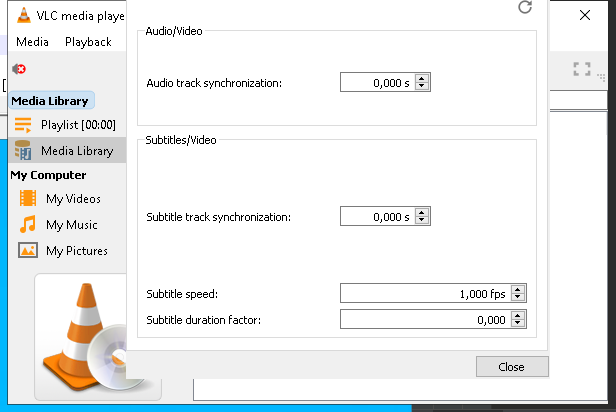 VLC media playe
Media Playback
Audio/Video
Audio track synchronization: 0,000 s
Media Library
Playlist [00:00]
Media Library
My Computer
My Videos
My Music
My Pictures
Subtitles/Video
Subtitle track synchronization: 0,000 s
Subtitle speed: 1,000 fps
Subtitle duration factor: 0,000
Close